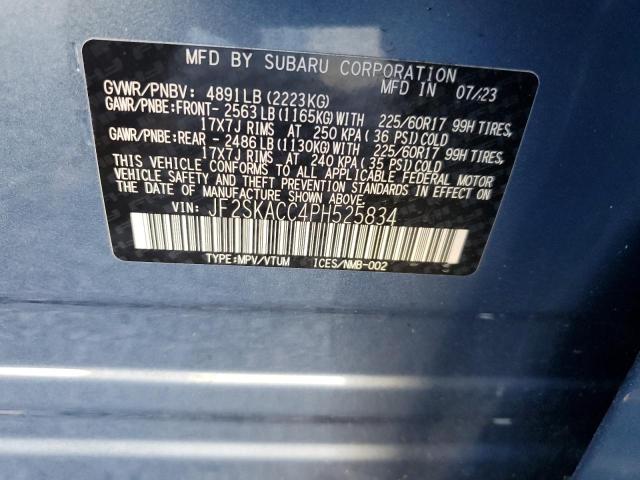 MFD BY SUBARU CORPORATION
GVWR/PNBV: 4891LB(2223KG) MFD IN 07/23
GAWR/PNBE:FRONT- 2563LB(1165KG)WITH 225/60R17 99H TIRES,
17X7J RIMS AT 250 KPA(36 PSI)COLD
GAWR/PNBE:REAR - 2486LB(1130KG)WITH 225/60R17 99H TIRES,
17X7J RIMS AT 240 KPA(35 PSI)COLD
THIS VEHICLE CONFORMS TO ALL APPLICABLE FEDERAL MOTOR
VEHICLE SAFETY AND THEFT PREVENTION STANDARDS IN EFFECT ON THE DATE OF
MANUFACTURE SHOWN ABOVE.
VIN: JF2SKACC4PH525834
TYPE:MPV/VTUM ICES/NMB-002